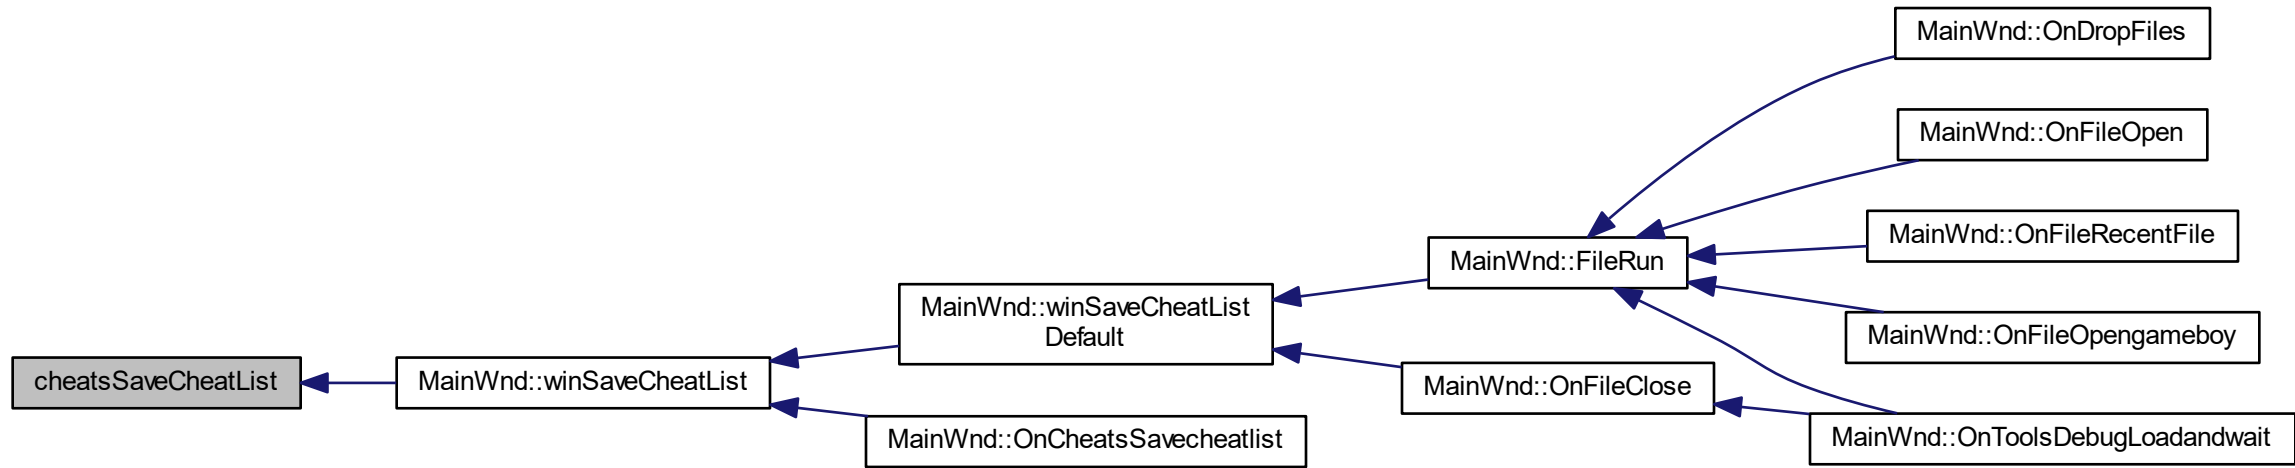 MainWnd::OnDropFiles
MainWnd::OnFileOpen
MainWnd::OnFileRecentFile
MainWnd::FileRun
MainWnd::winSaveCheatList
Default
MainWnd::OnFileOpengameboy
cheatsSaveCheatList
MainWnd::winSaveCheatList
MainWnd::OnFileClose
MainWnd::OnCheatsSavecheatlist
MainWnd::OnToolsDebugLoadandwait